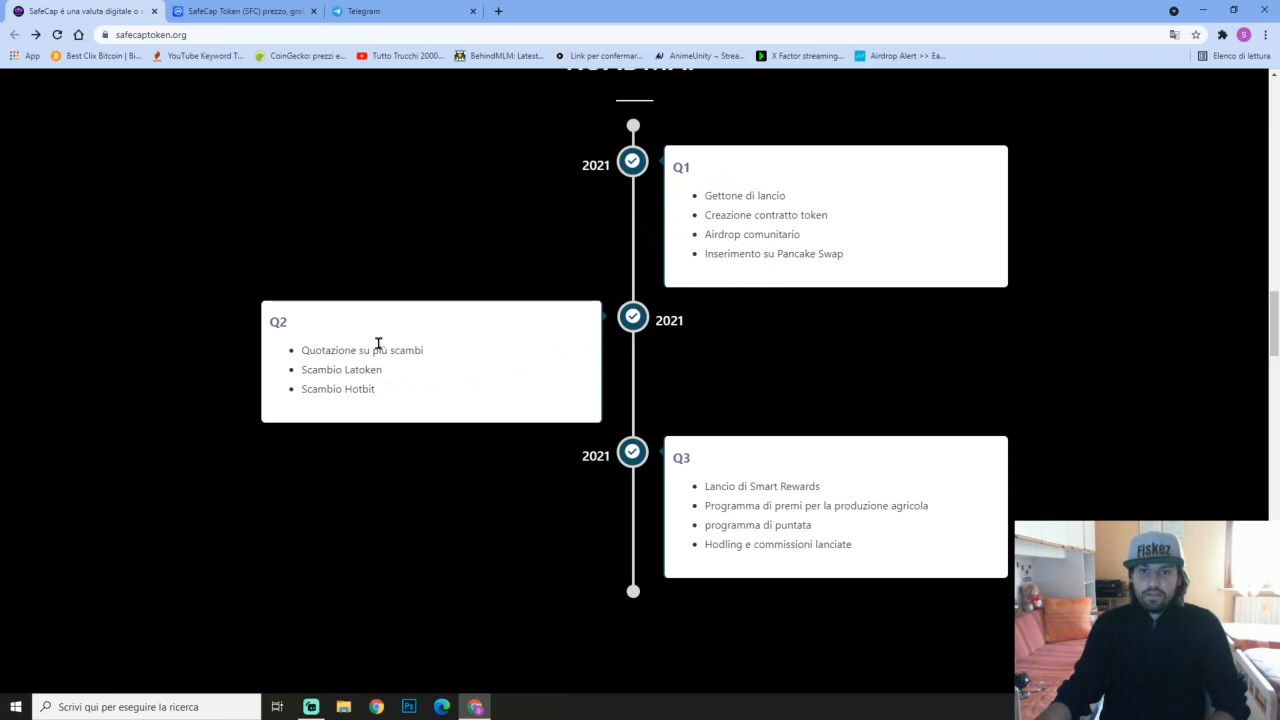 SafeCap è una valuta digitale o
SafeCap Token (SFC) prezzo, gra
Telegram
safecaptoken.org
S
App
Best Clix Bitcoin | Bi...
YouTube Keyword T...
CoinGecko: prezzi e...
Tutto Trucchi 2000...
BehindMLM: Latest...
Link per confermar...
AnimeUnity ~ Strea...
X Factor streaming...
Airdrop Alert >> Ea...
Elenco di lettura
2021
Q1
Gettone di lancio
Creazione contratto token
Airdrop comunitario
Inserimento su Pancake Swap
Q2
2021
Quotazione su più scambi
Scambio Latoken
Scambio Hotbit
2021
Q3
Lancio di Smart Rewards
Programma di premi per la produzione agricola
programma di puntata
Hodling e commissioni lanciate
Fiskez
Scrivi qui per eseguire la ricerca